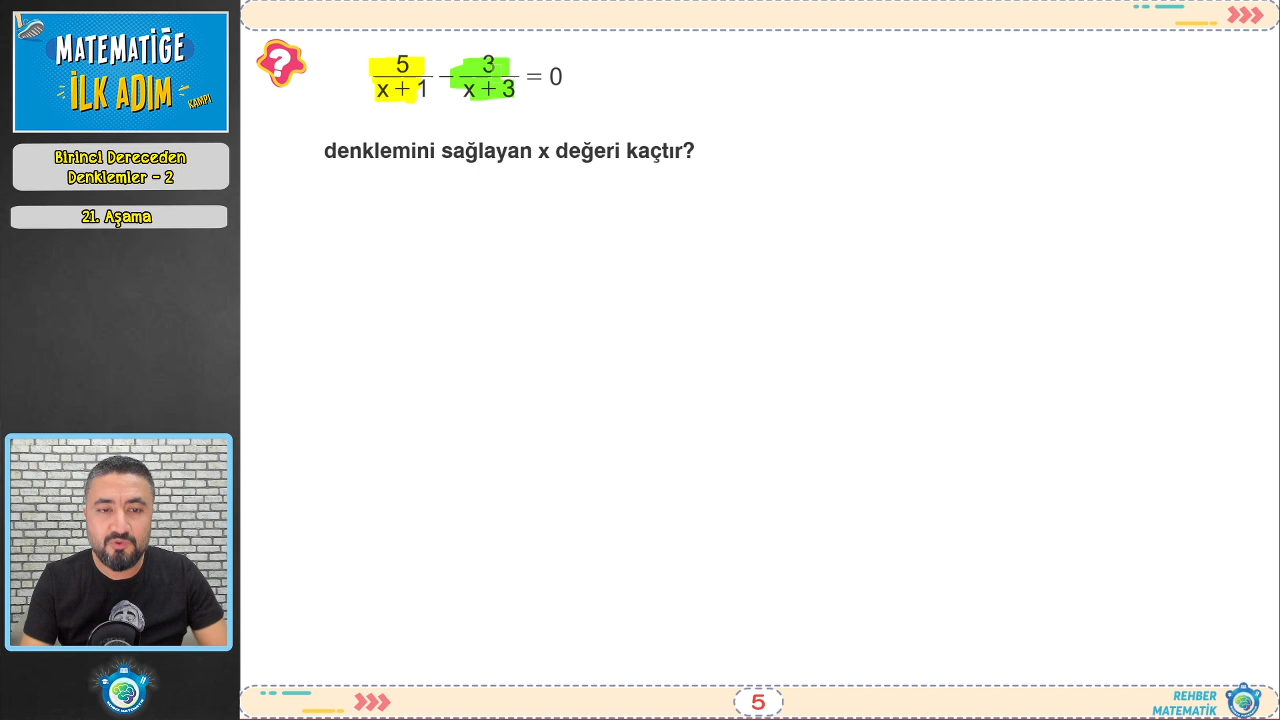 MATEMATİĞE
İLK ADIM
KAMPI
Birinci Dereceden
Denklemler - 2
21. Aşama
?
5/(x + 1) − 3/(x + 3) = 0
denklemini sağlayan x değeri kaçtır?
5
REHBER
MATEMATİK